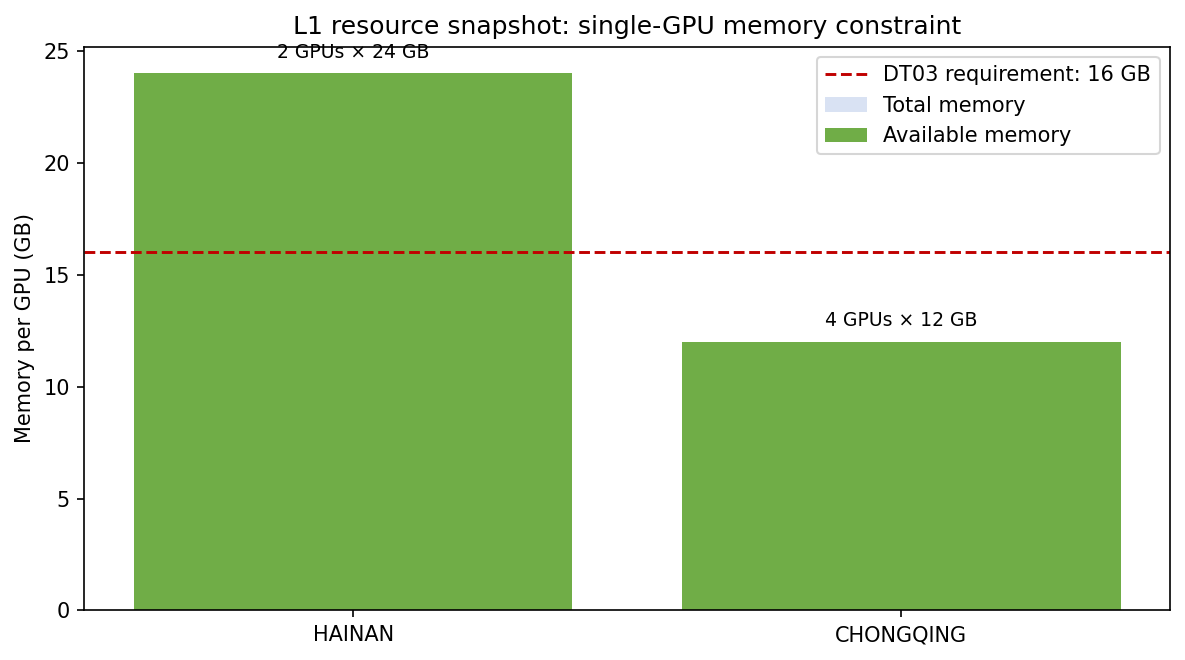 L1 resource snapshot: single-GPU memory constraint
Memory per GPU (GB)
25
20
15
10
5
0
2 GPUs × 24 GB
4 GPUs × 12 GB
DT03 requirement: 16 GB
Total memory
Available memory
HAINAN
CHONGQING